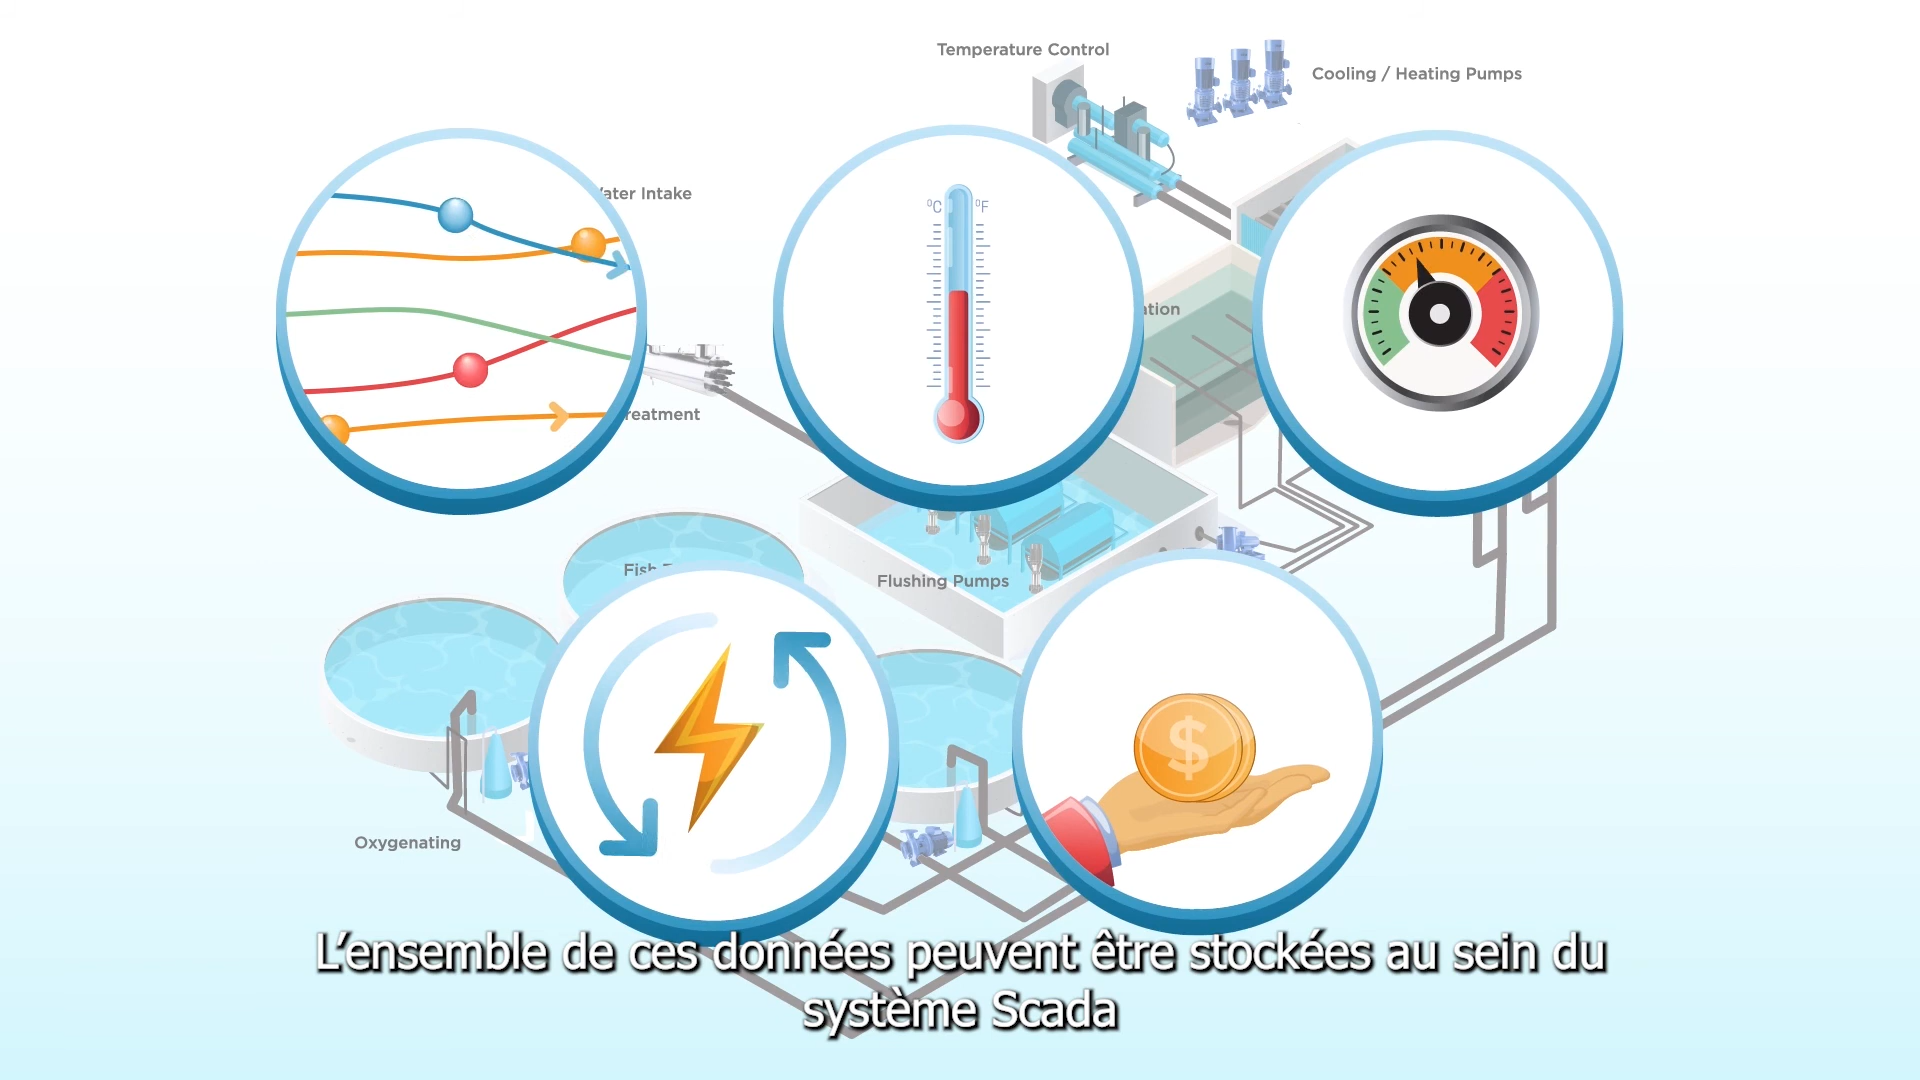 Temperature Control
Cooling / Heating Pumps
Intake
Flushing Pumps
Oxygenating
°C °F
$
L'ensemble de ces données peuvent être stockées au sein du
système Scada